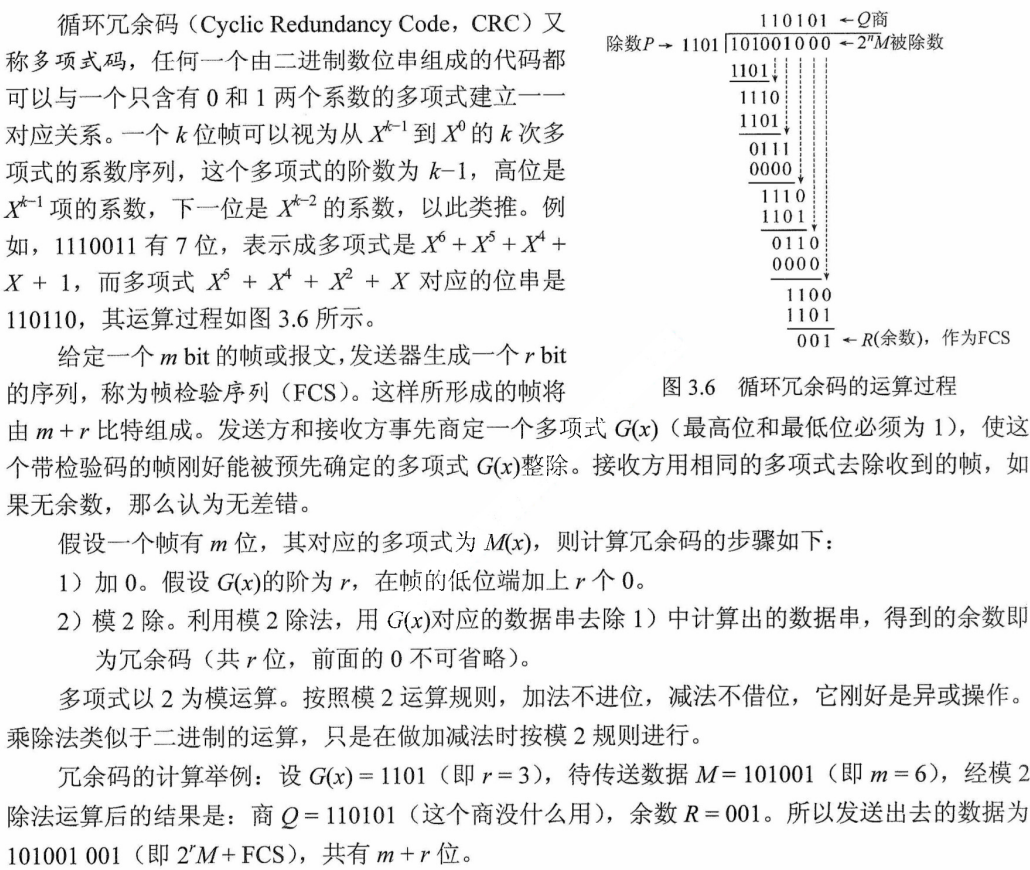 循环冗余码（Cyclic Redundancy Code，CRC）又
称多项式码，任何一个由二进制数位串组成的代码都
可以与一个只含有 0 和 1 两个系数的多项式建立一一
对应关系。一个 k 位帧可以视为从 X^{k-1} 到 X^0 的 k 次多
项式的系数序列，这个多项式的阶数为 k−1，高位是
X^{k-1} 项的系数，下一位是 X^{k-2} 的系数，以此类推。例
如，1110011 有 7 位，表示成多项式是 X^6 + X^5 + X^4 +
X + 1，而多项式 X^5 + X^4 + X^2 + X 对应的位串是
110110，其运算过程如图 3.6 所示。
给定一个 m bit 的帧或报文，发送器生成一个 r bit
的序列，称为帧检验序列（FCS）。这样所形成的帧将
110101 ←Q商
除数P→ 1101 101001000 ←2^nM被除数
1101
1110
1101
0111
0000
1110
1101
0110
0000
1100
1101
001 ←R(余数)，作为FCS
图 3.6 循环冗余码的运算过程
由 m + r 比特组成。发送方和接收方事先商定一个多项式 G(x)（最高位和最低位必须为 1），使这
个带检验码的帧刚好能被预先确定的多项式 G(x)整除。接收方用相同的多项式去除收到的帧，如
果无余数，那么认为无差错。
假设一个帧有 m 位，其对应的多项式为 M(x)，则计算冗余码的步骤如下：
1）加 0。假设 G(x)的阶为 r，在帧的低位端加上 r 个 0。
2）模 2 除。利用模 2 除法，用 G(x)对应的数据串去除 1）中计算出的数据串，得到的余数即
为冗余码（共 r 位，前面的 0 不可省略）。
多项式以 2 为模运算。按照模 2 运算规则，加法不进位，减法不借位，它刚好是异或操作。
乘除法类似于二进制的运算，只是在做加减法时按模 2 规则进行。
冗余码的计算举例：设 G(x) = 1101（即 r = 3），待传送数据 M = 101001（即 m = 6），经模 2
除法运算后的结果是：商 Q = 110101（这个商没什么用），余数 R = 001。所以发送出去的数据为
101001 001（即 2^rM + FCS），共有 m + r 位。